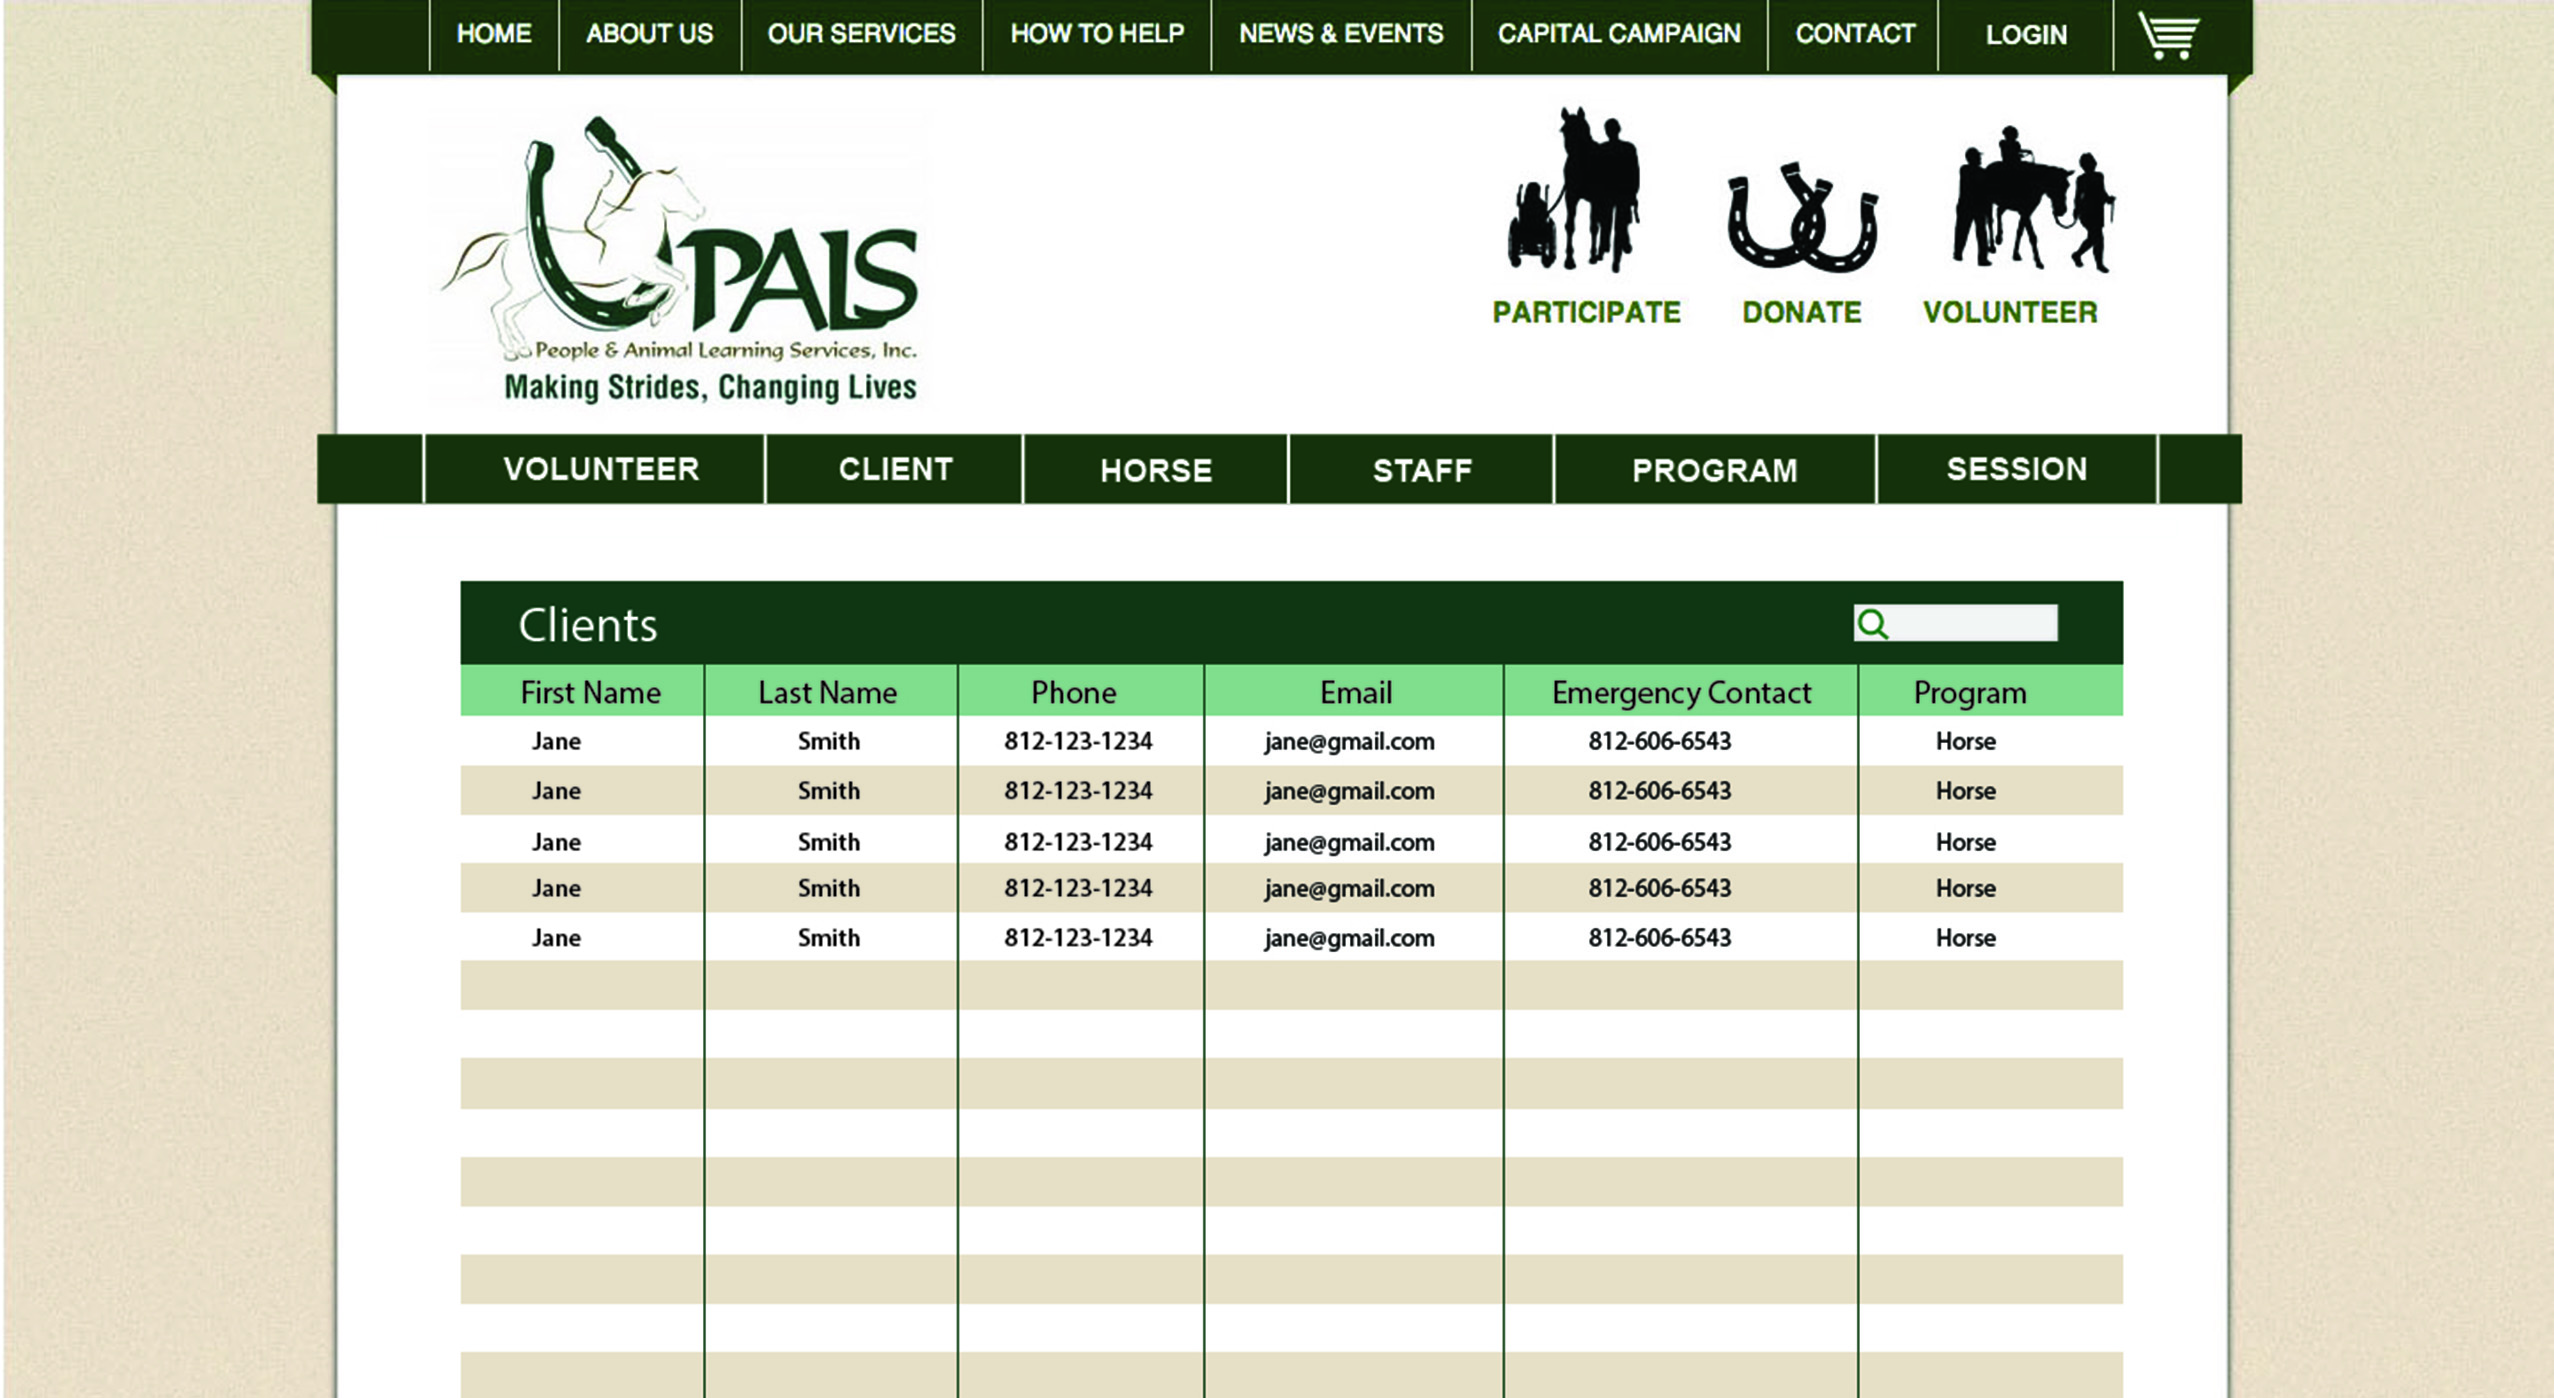 HOME ABOUT US OUR SERVICES HOW TO HELP NEWS & EVENTS CAPITAL CAMPAIGN CONTACT LOGIN
PALS
People & Animal Learning Services, Inc.
Making Strides, Changing Lives
PARTICIPATE DONATE VOLUNTEER
VOLUNTEER CLIENT HORSE STAFF PROGRAM SESSION
Clients
First Name Last Name Phone Email Emergency Contact Program
Jane Smith 812-123-1234 jane@gmail.com 812-606-6543 Horse
Jane Smith 812-123-1234 jane@gmail.com 812-606-6543 Horse
Jane Smith 812-123-1234 jane@gmail.com 812-606-6543 Horse
Jane Smith 812-123-1234 jane@gmail.com 812-606-6543 Horse
Jane Smith 812-123-1234 jane@gmail.com 812-606-6543 Horse